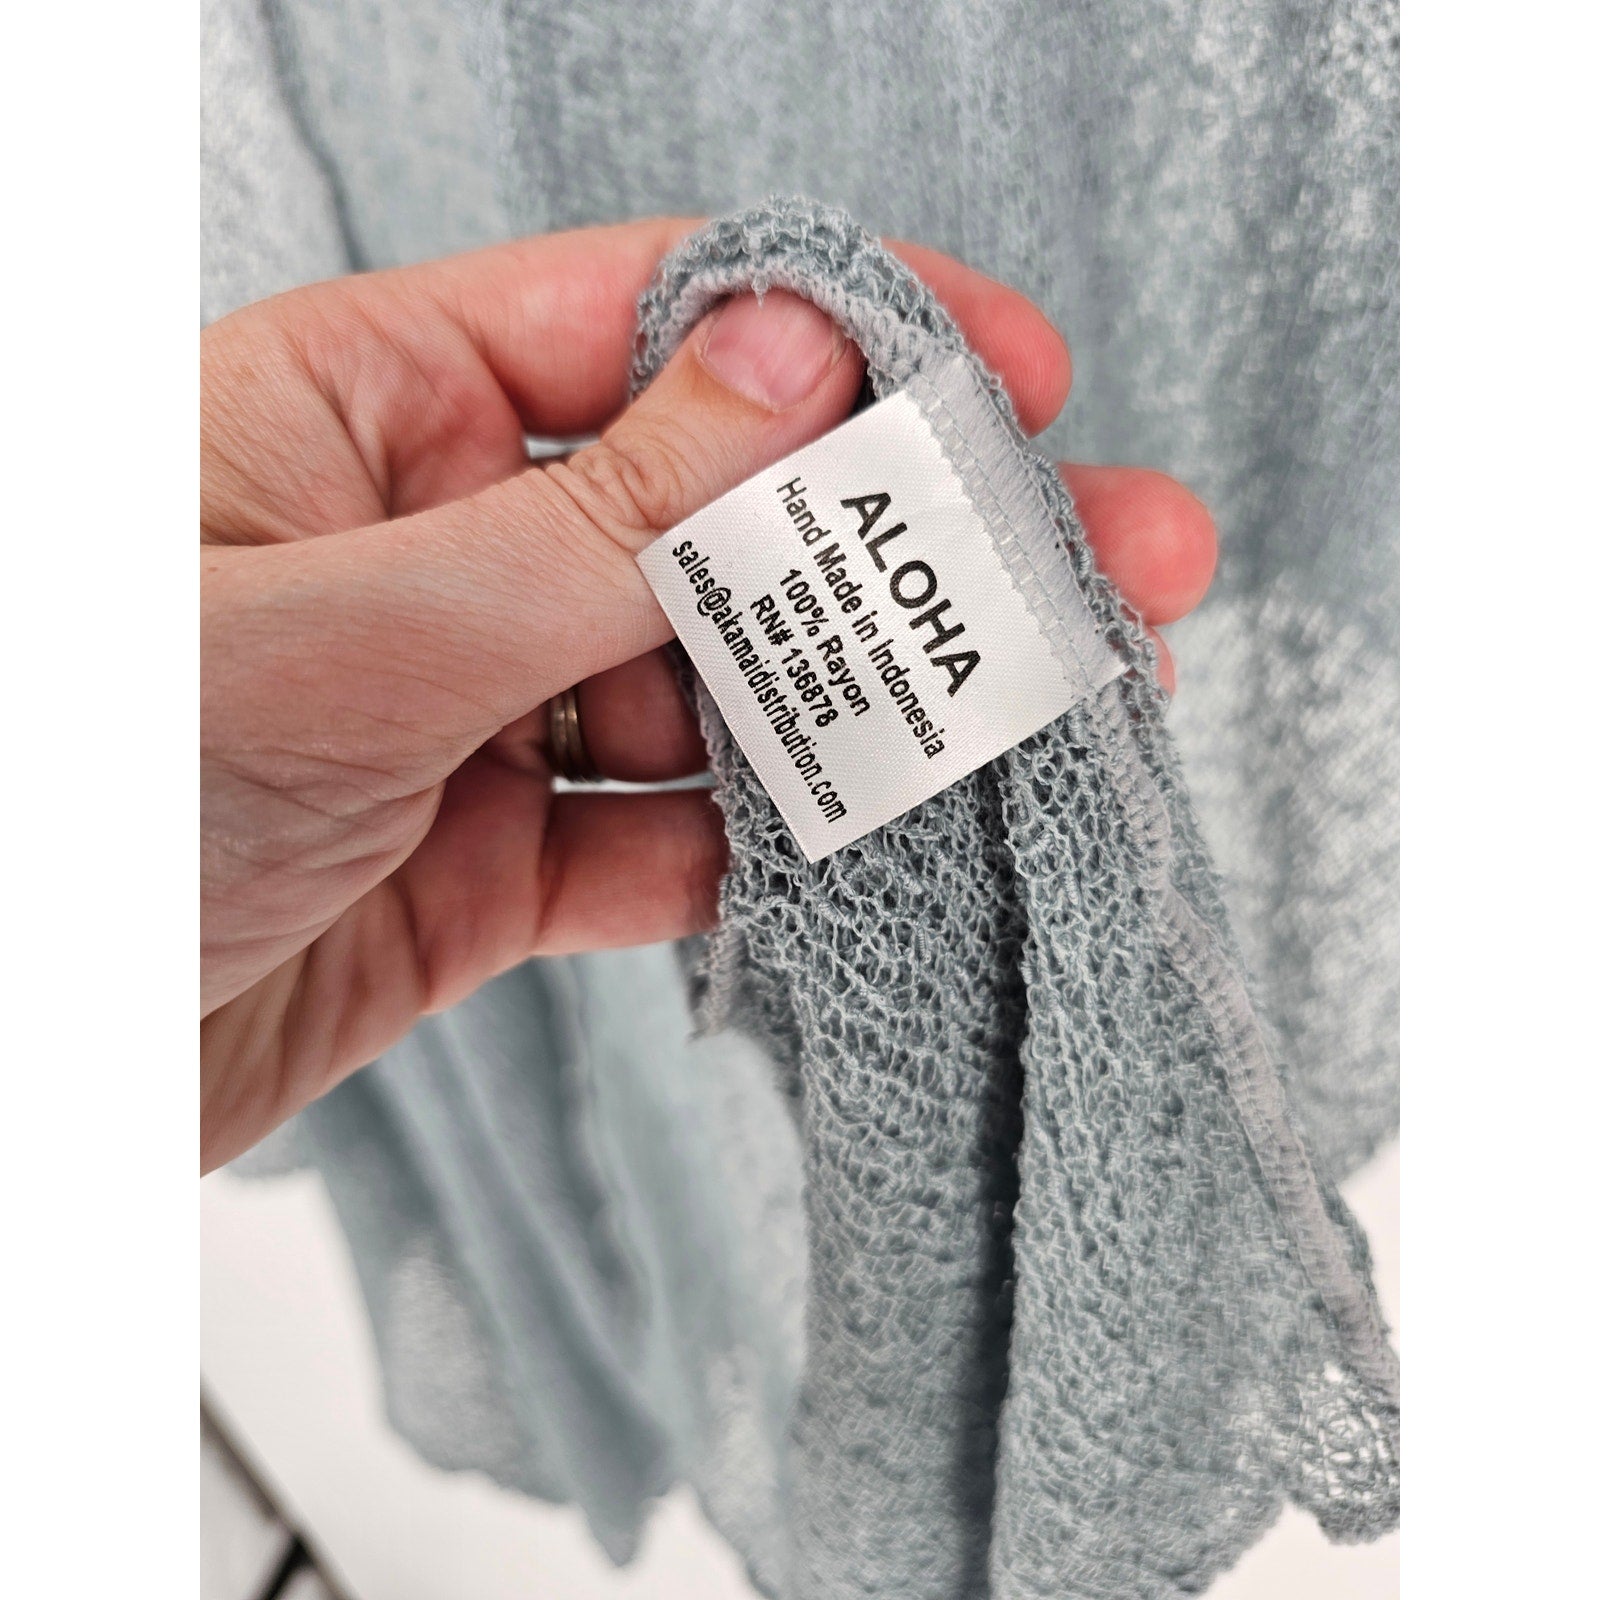 ALOHA
Hand Made in Indonesia
100% Rayon
RN# 136878
sales@akamaidistribution.com